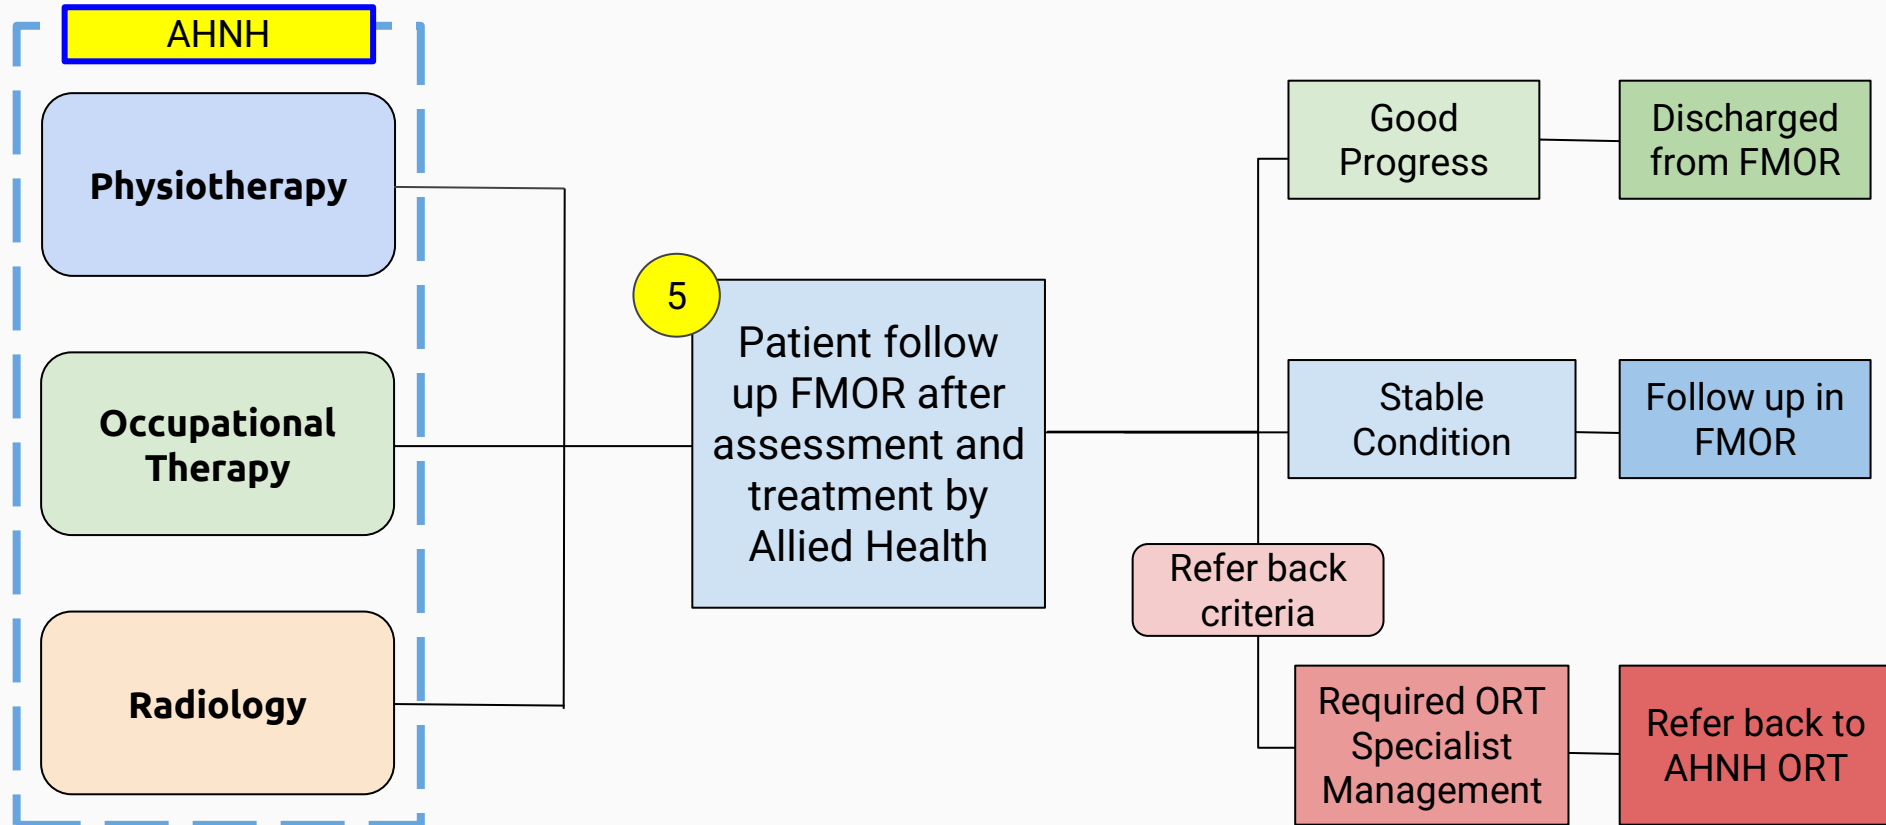 AHNH
Physiotherapy
Occupational
Therapy
Radiology
5
Patient follow
up FMOR after
assessment and
treatment by
Allied Health
Good
Progress
Discharged
from FMOR
Stable
Condition
Follow up in
FMOR
Refer back
criteria
Required ORT
Specialist
Management
Refer back to
AHNH ORT